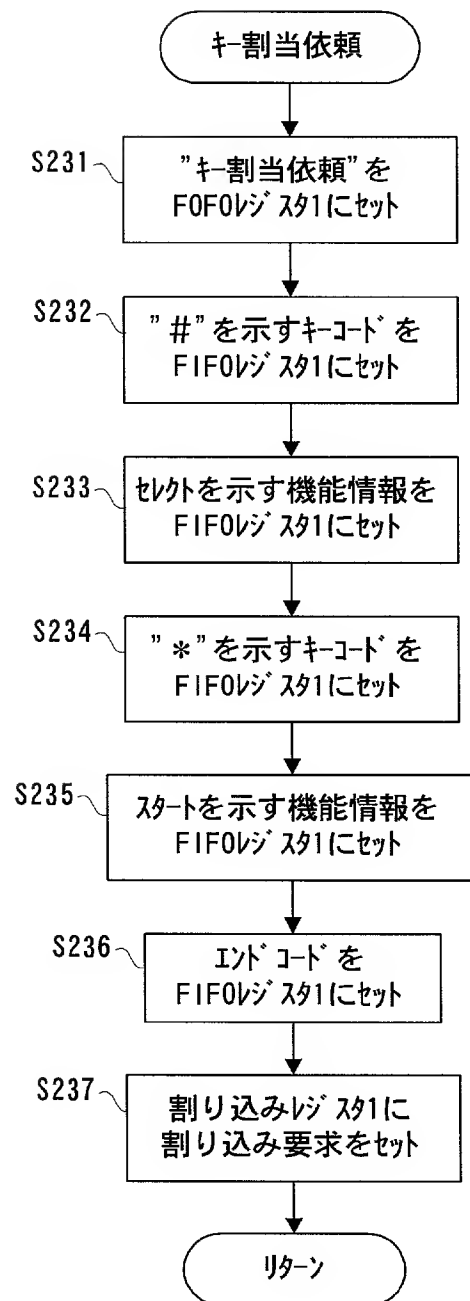 キー割当依頼
S231
"キー割当依頼"を
FOFOレジスタ1にセット
S232
"#"を示すキーコードを
FIFOレジスタ1にセット
S233
セレクトを示す機能情報を
FIFOレジスタ1にセット
S234
"*"を示すキーコードを
FIFOレジスタ1にセット
S235
スタートを示す機能情報を
FIFOレジスタ1にセット
S236
エンドコードを
FIFOレジスタ1にセット
S237
割り込みレジスタ1に
割り込み要求をセット
リターン